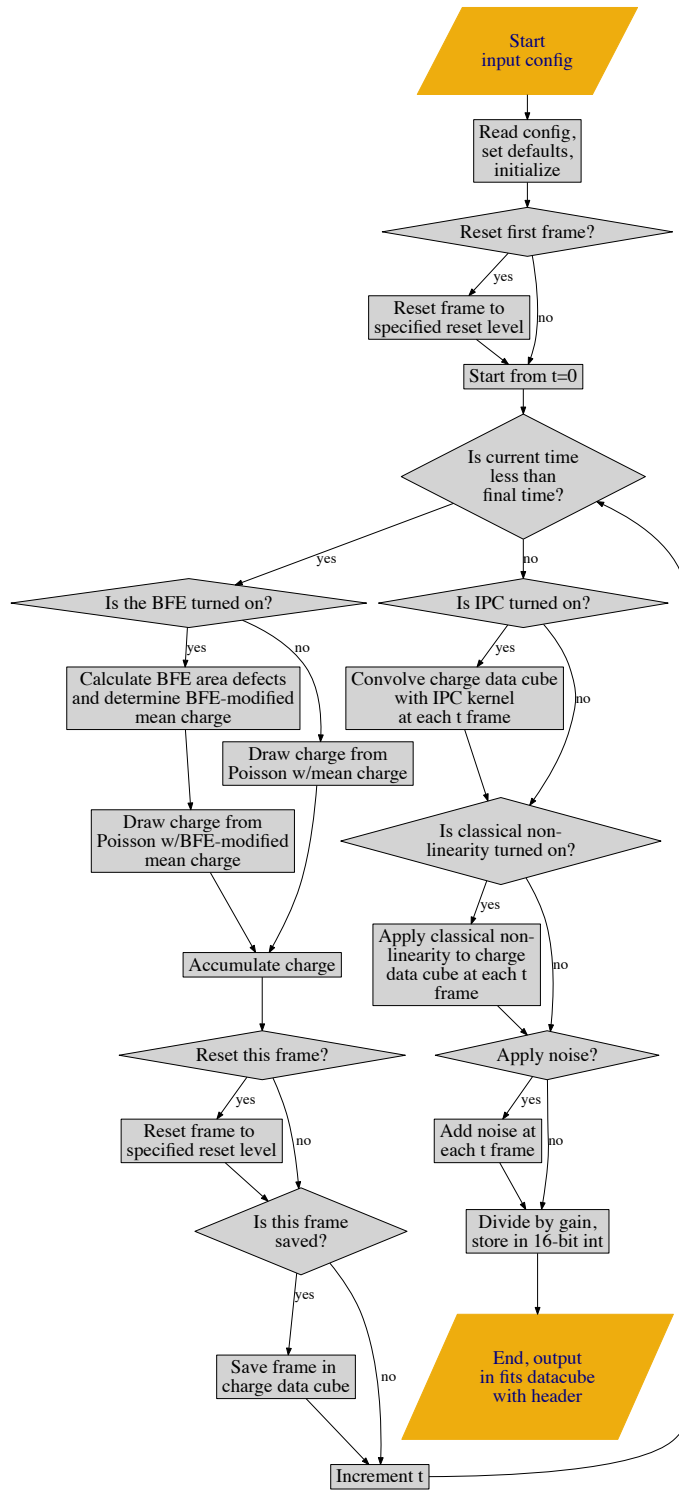 Start
input config
Read config,
set defaults,
initialize
Reset first frame?
yes
Reset frame to
specified reset level
no
Start from t=0
Is current time
less than
final time?
yes
no
Is the BFE turned on?
yes
no
Calculate BFE area defects
and determine BFE-modified
mean charge
Draw charge from
Poisson w/mean charge
Draw charge from
Poisson w/BFE-modified
mean charge
Accumulate charge
Reset this frame?
yes
Reset frame to
specified reset level
no
Is this frame
saved?
yes
Save frame in
charge data cube
no
Increment t
Is IPC turned on?
yes
Convolve charge data cube
with IPC kernel
at each t frame
no
Is classical non-
linearity turned on?
yes
Apply classical non-
linearity to charge
data cube at each t
frame
no
Apply noise?
yes
Add noise at
each t frame
no
Divide by gain,
store in 16-bit int
End, output
in fits datacube
with header